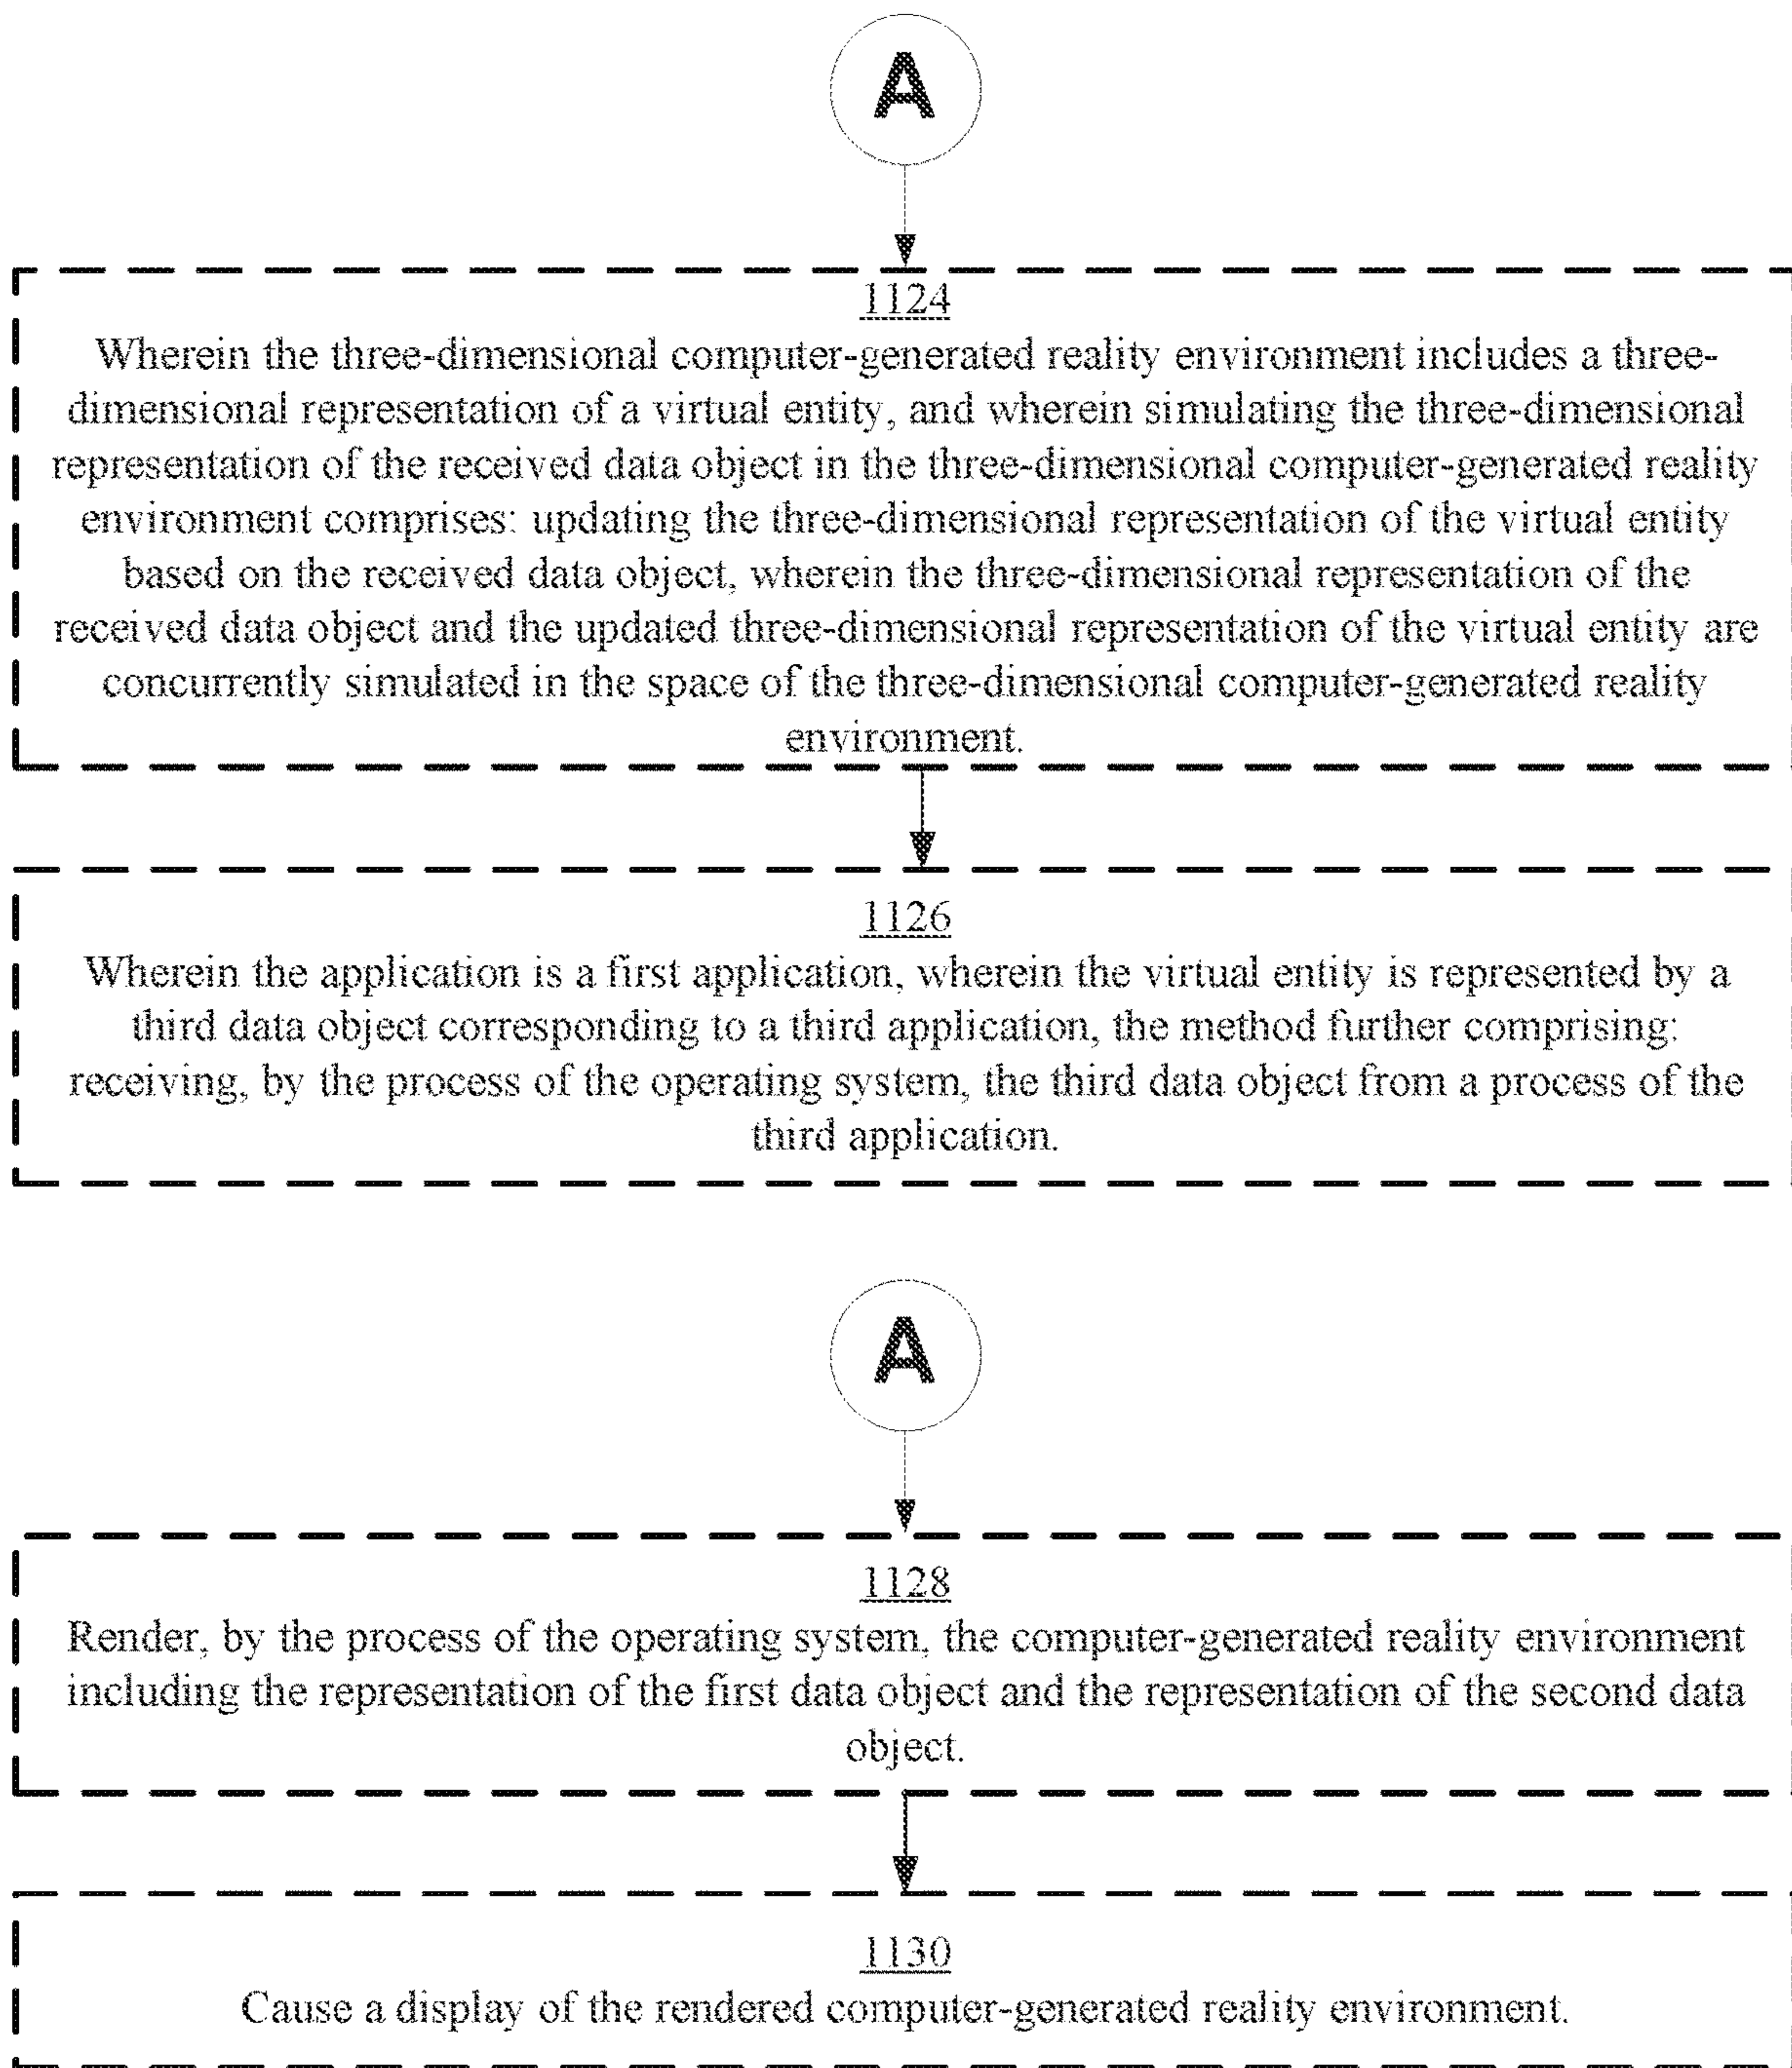 A
1124
Wherein the three-dimensional computer-generated reality environment includes a three-
dimensional representation of a virtual entity, and wherein simulating the three-dimensional
representation of the received data object in the three-dimensional computer-generated reality
environment comprises: updating the three-dimensional representation of the virtual entity
based on the received data object, wherein the three-dimensional representation of the
received data object and the updated three-dimensional representation of the virtual entity are
concurrently simulated in the space of the three-dimensional computer-generated reality
environment.
1126
Wherein the application is a first application, wherein the virtual entity is represented by a
third data object corresponding to a third application, the method further comprising:
receiving, by the process of the operating system, the third data object from a process of the
third application.
A
1128
Render, by the process of the operating system, the computer-generated reality environment
including the representation of the first data object and the representation of the second data
object.
1130
Cause a display of the rendered computer-generated reality environment.